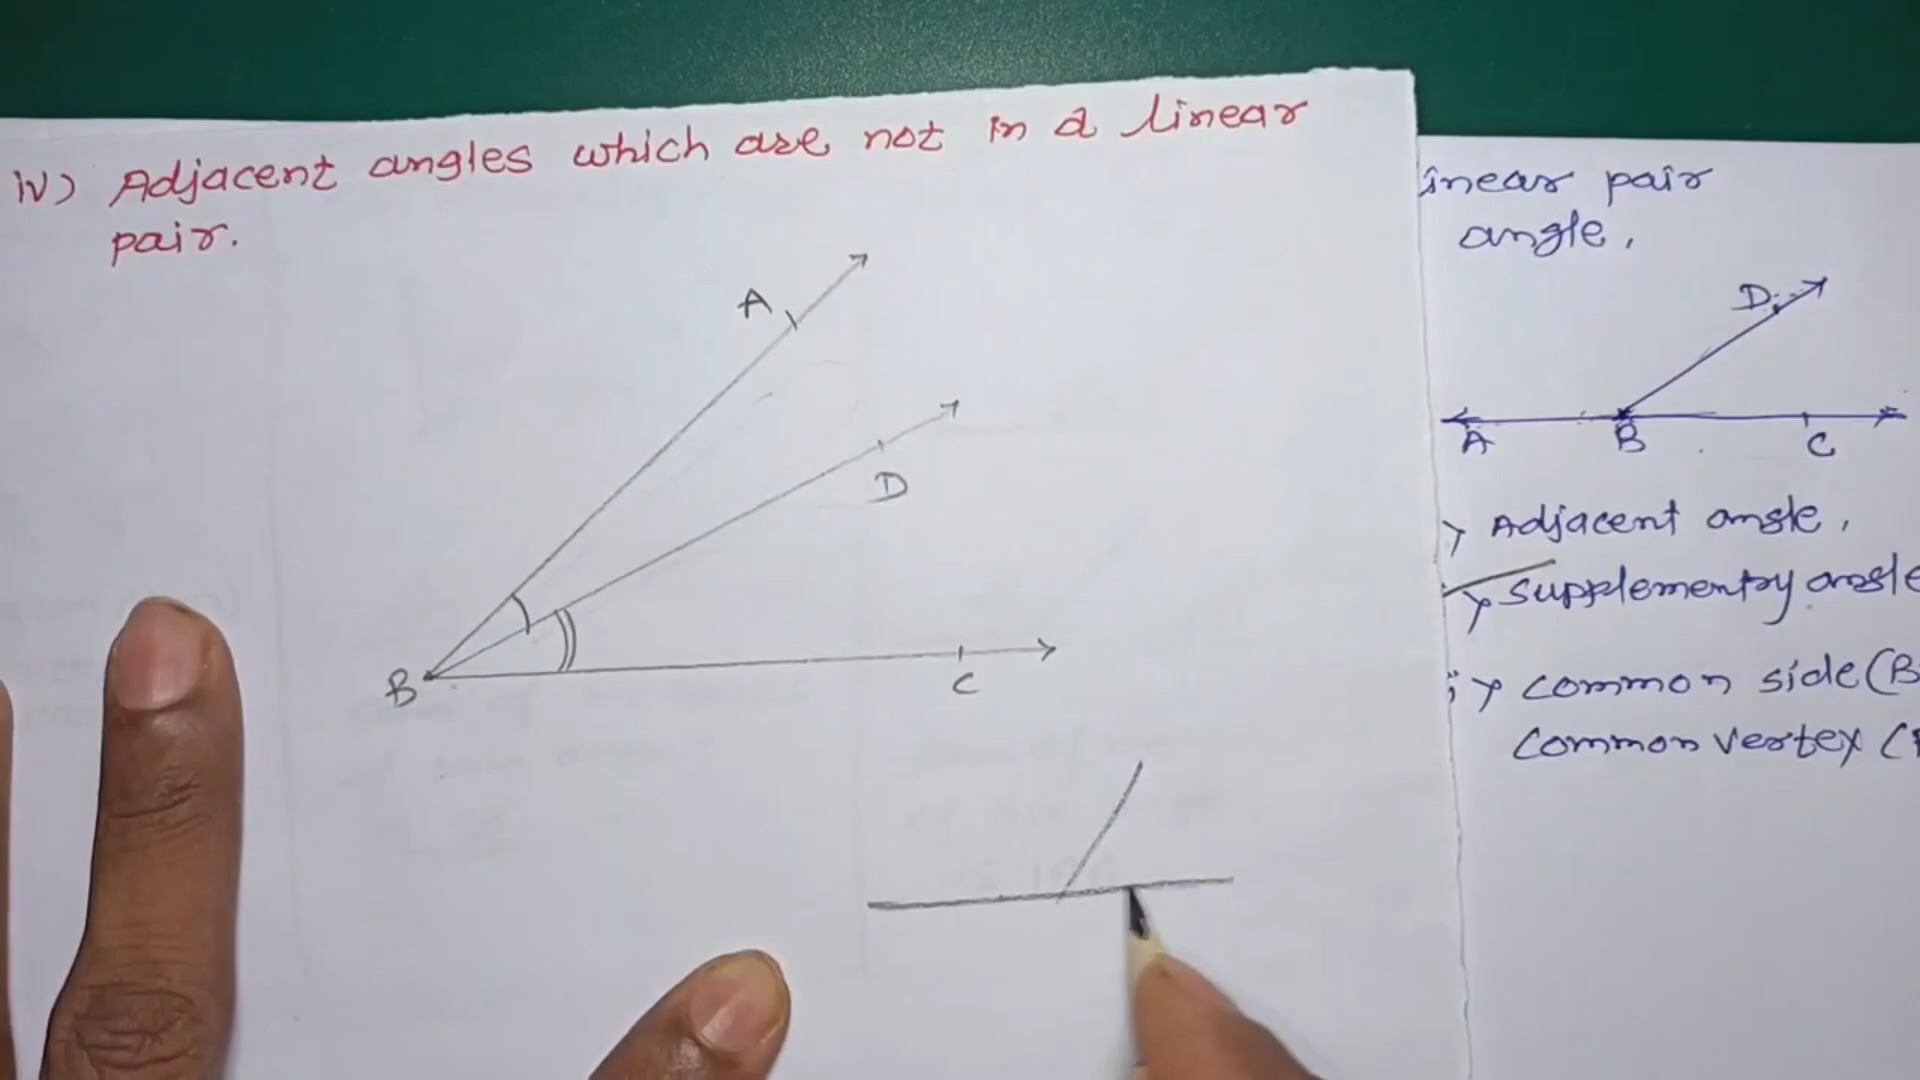 iv) Adjacent angles which are not in a linear
pair.
A
D
B
C
inear pair
angle,
D
A B C
Adjacent angle,
Supplementry angle
common side (B
common vertex (